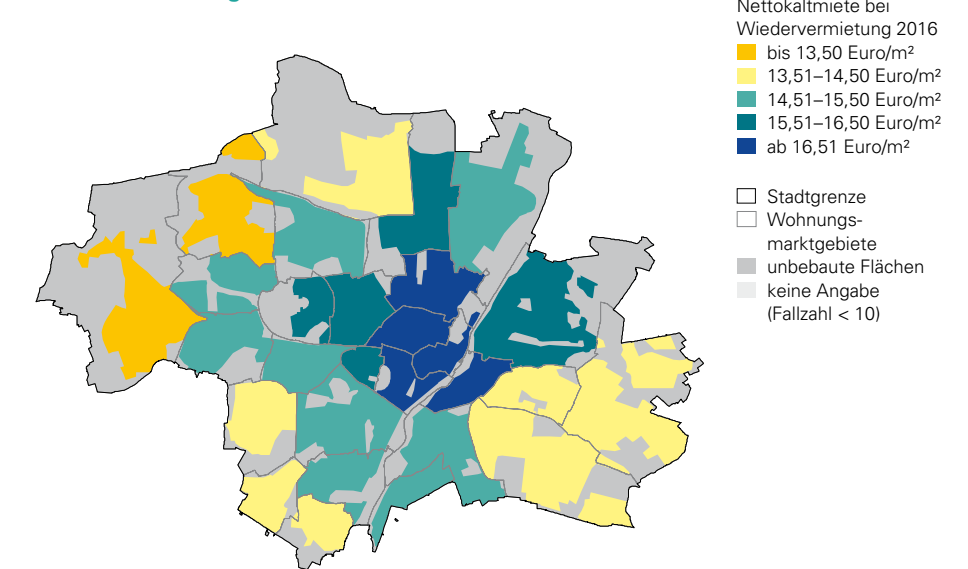 Nettokaltmiete bei
Wiedervermietung 2016
bis 13,50 Euro/m²
13,51–14,50 Euro/m²
14,51–15,50 Euro/m²
15,51–16,50 Euro/m²
ab 16,51 Euro/m²
Stadtgrenze
Wohnungs-
marktgebiete
unbebaute Flächen
keine Angabe
(Fallzahl < 10)